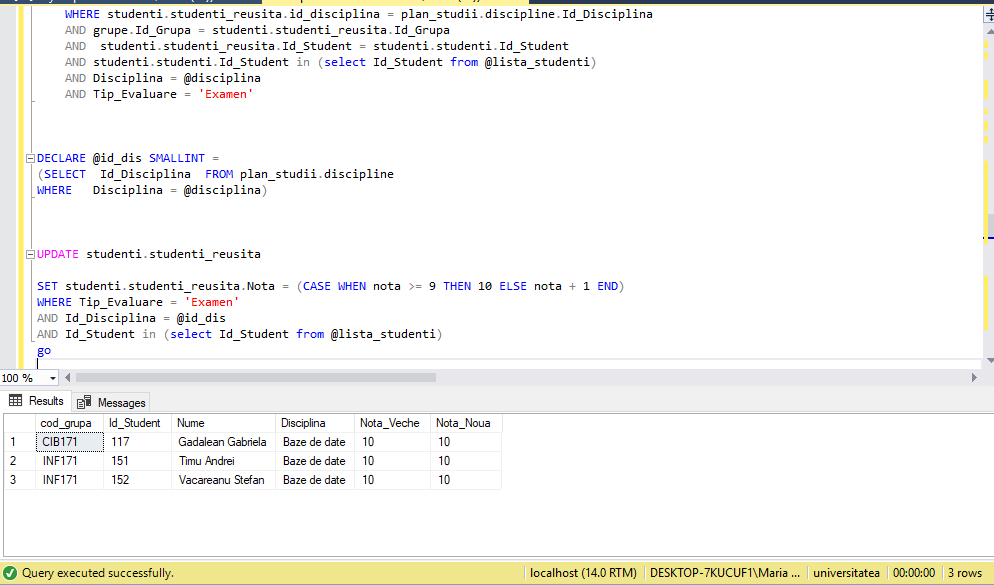 WHERE studenti.studenti_reusita.id_disciplina = plan_studii.discipline.Id_Disciplina
AND grupe.Id_Grupa = studenti.studenti_reusita.Id_Grupa
AND  studenti.studenti_reusita.Id_Student = studenti.studenti.Id_Student
AND studenti.studenti.Id_Student in (select Id_Student from @lista_studenti)
AND Disciplina = @disciplina
AND Tip_Evaluare = 'Examen'
DECLARE @id_dis SMALLINT =
(SELECT  Id_Disciplina  FROM plan_studii.discipline
WHERE   Disciplina = @disciplina)
UPDATE studenti.studenti_reusita
SET studenti.studenti_reusita.Nota = (CASE WHEN nota >= 9 THEN 10 ELSE nota + 1 END)
WHERE Tip_Evaluare = 'Examen'
AND Id_Disciplina = @id_dis
AND Id_Student in (select Id_Student from @lista_studenti)
go
100 %
Results Messages
cod_grupa Id_Student Nume Disciplina Nota_Veche Nota_Noua
1 CIB171 117 Gadalean Gabriela Baze de date 10 10
2 INF171 151 Timu Andrei Baze de date 10 10
3 INF171 152 Vacareanu Stefan Baze de date 10 10
Query executed successfully. localhost (14.0 RTM) DESKTOP-7KUCUF1\Maria ... universitatea 00:00:00 3 rows